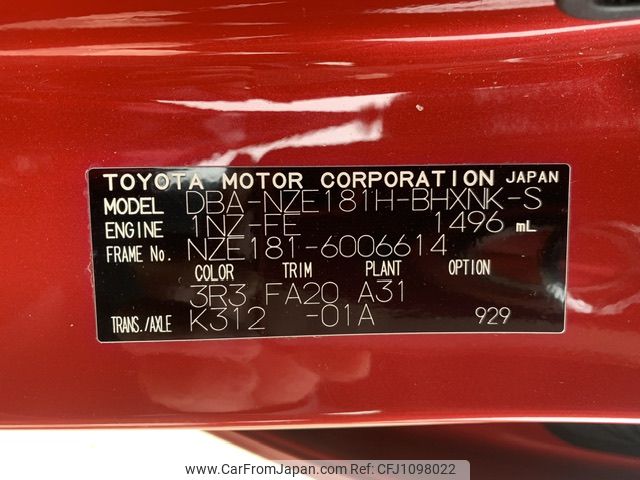 TOYOTA MOTOR CORPORATION JAPAN
MODEL DBA-NZE181H-BHXNK-S
ENGINE 1NZ-FE 1496 mL
FRAME No. NZE181-6006614
COLOR TRIM PLANT OPTION
3R3 FA20 A31
TRANS./AXLE K312 -01A 929
www.CarFromJapan.com CFJ1098022